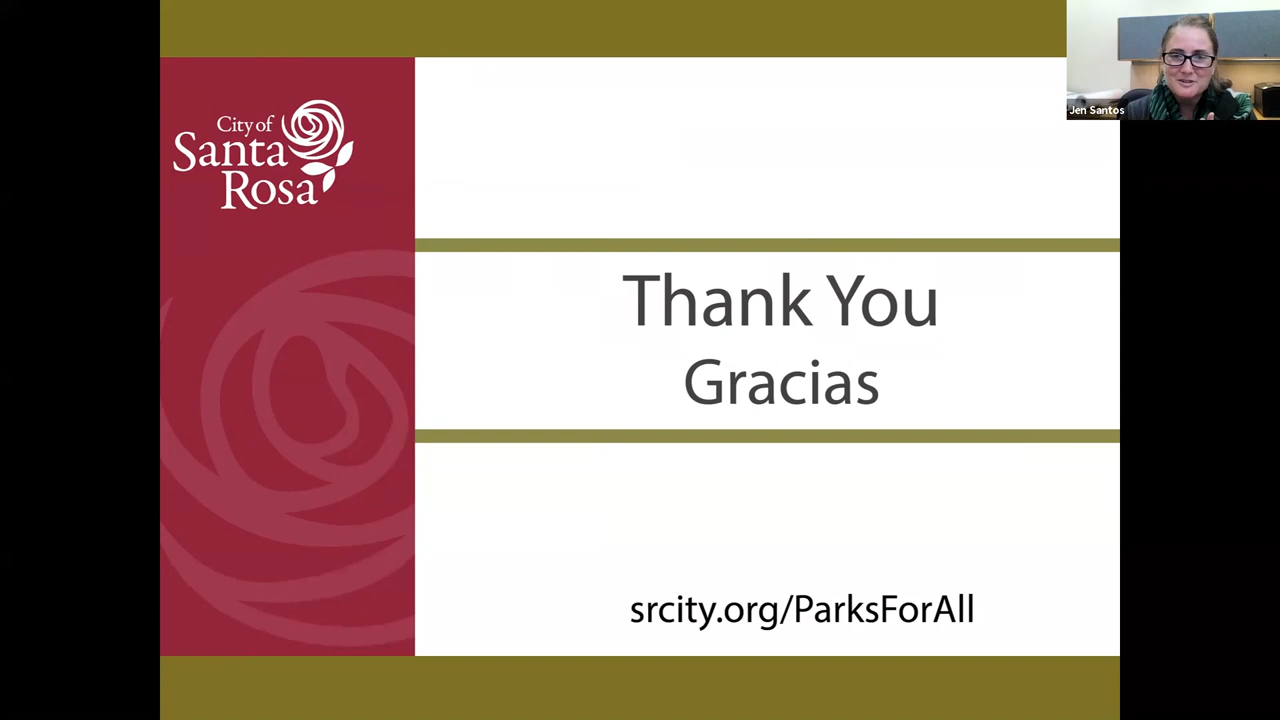 City of
Santa
Rosa
Jen Santos
Thank You
Gracias
srcity.org/ParksForAll